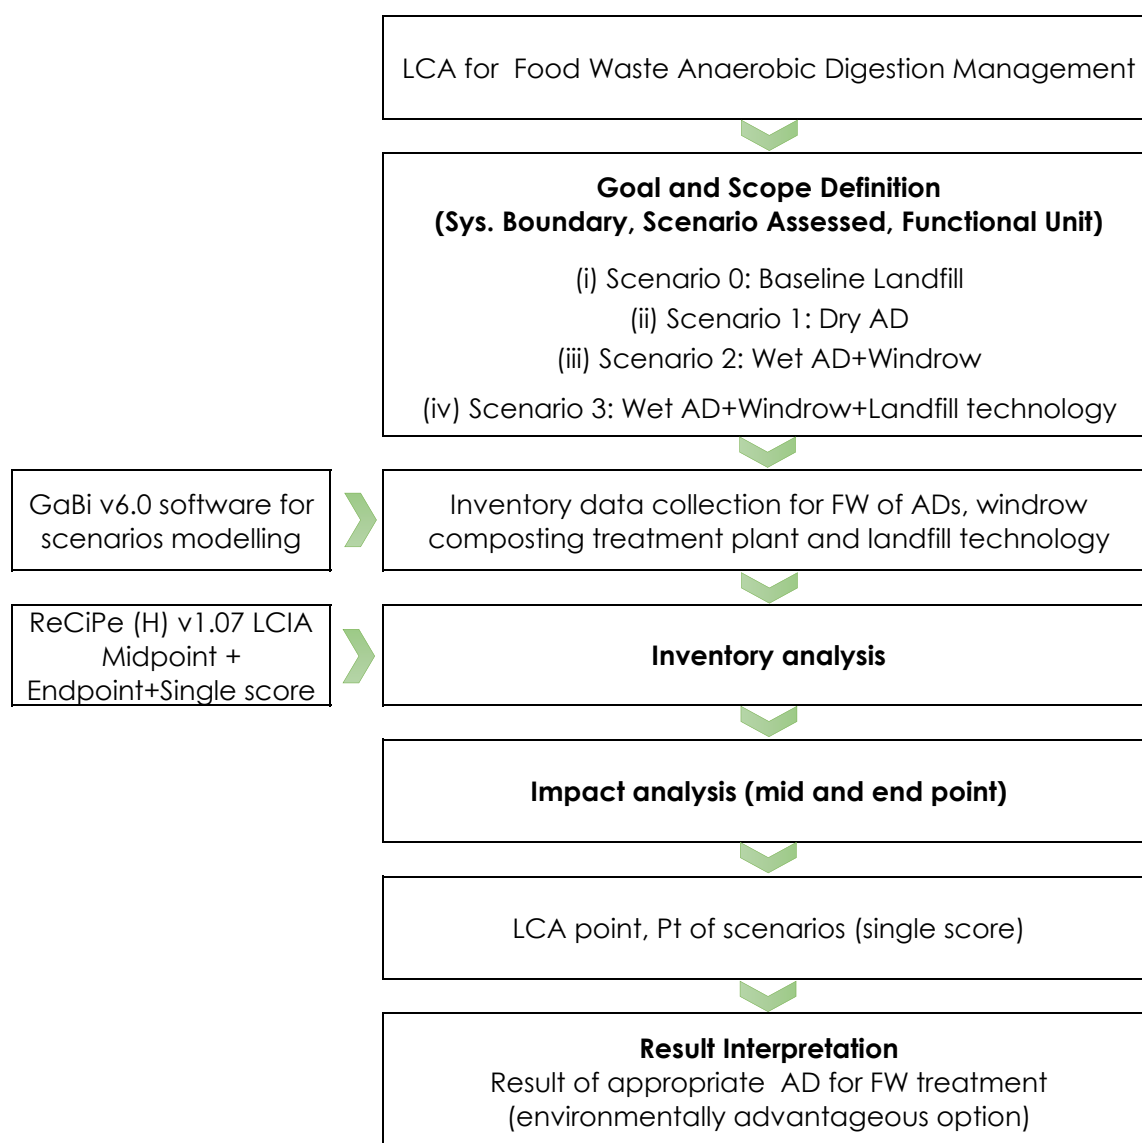 LCA for Food Waste Anaerobic Digestion Management
Goal and Scope Definition
(Sys. Boundary, Scenario Assessed, Functional Unit)
(i) Scenario 0: Baseline Landfill
(ii) Scenario 1: Dry AD
(iii) Scenario 2: Wet AD+Windrow
(iv) Scenario 3: Wet AD+Windrow+Landfill technology
GaBi v6.0 software for
scenarios modelling
Inventory data collection for FW of ADs, windrow
composting treatment plant and landfill technology
ReCiPe (H) v1.07 LCIA
Midpoint +
Endpoint+Single score
Inventory analysis
Impact analysis (mid and end point)
LCA point, Pt of scenarios (single score)
Result Interpretation
Result of appropriate AD for FW treatment
(environmentally advantageous option)